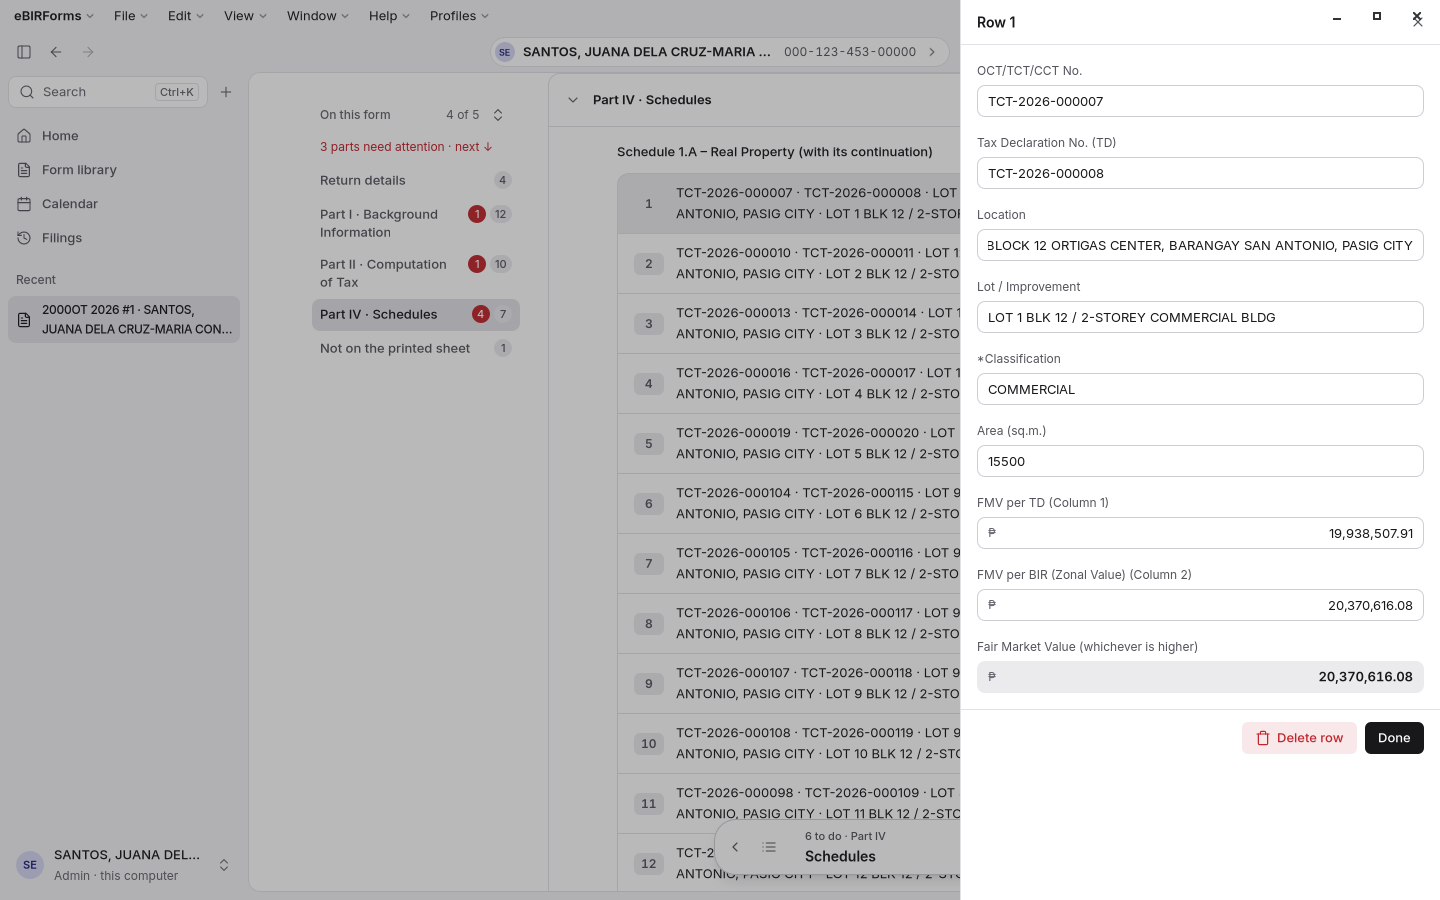 eBIRForms File Edit View Window Help Profiles
SE SANTOS, JUANA DELA CRUZ-MARIA ... 000-123-453-00000
Search Ctrl+K
Home
Form library
Calendar
Filings
Recent
2000OT 2026 #1 · SANTOS,
JUANA DELA CRUZ-MARIA CON...
SE SANTOS, JUANA DEL...
Admin · this computer
On this form 4 of 5
3 parts need attention · next ↓
Return details 4
Part I · Background
Information 1 12
Part II · Computation
of Tax 1 10
Part IV · Schedules 4 7
Not on the printed sheet 1
Part IV · Schedules
Schedule 1.A – Real Property (with its continuation)
1 TCT-2026-000007 · TCT-2026-000008 · LOT
ANTONIO, PASIG CITY · LOT 1 BLK 12 / 2-STOR
2 TCT-2026-000010 · TCT-2026-000011 · LOT 1
ANTONIO, PASIG CITY · LOT 2 BLK 12 / 2-STO
3 TCT-2026-000013 · TCT-2026-000014 · LOT 1
ANTONIO, PASIG CITY · LOT 3 BLK 12 / 2-STO
4 TCT-2026-000016 · TCT-2026-000017 · LOT 1
ANTONIO, PASIG CITY · LOT 4 BLK 12 / 2-STO
5 TCT-2026-000019 · TCT-2026-000020 · LOT
ANTONIO, PASIG CITY · LOT 5 BLK 12 / 2-STO
6 TCT-2026-000104 · TCT-2026-000115 · LOT 9
ANTONIO, PASIG CITY · LOT 6 BLK 12 / 2-STO
7 TCT-2026-000105 · TCT-2026-000116 · LOT 9
ANTONIO, PASIG CITY · LOT 7 BLK 12 / 2-STO
8 TCT-2026-000106 · TCT-2026-000117 · LOT 9
ANTONIO, PASIG CITY · LOT 8 BLK 12 / 2-STO
9 TCT-2026-000107 · TCT-2026-000118 · LOT 9
ANTONIO, PASIG CITY · LOT 9 BLK 12 / 2-STO
10 TCT-2026-000108 · TCT-2026-000119 · LOT 9
ANTONIO, PASIG CITY · LOT 10 BLK 12 / 2-STO
11 TCT-2026-000098 · TCT-2026-000109 · LOT
ANTONIO, PASIG CITY · LOT 11 BLK 12 / 2-STO
12 TCT-2
6 to do · Part IV
Schedules
Row 1
OCT/TCT/CCT No.
TCT-2026-000007
Tax Declaration No. (TD)
TCT-2026-000008
Location
BLOCK 12 ORTIGAS CENTER, BARANGAY SAN ANTONIO, PASIG CITY
Lot / Improvement
LOT 1 BLK 12 / 2-STOREY COMMERCIAL BLDG
*Classification
COMMERCIAL
Area (sq.m.)
15500
FMV per TD (Column 1)
₱ 19,938,507.91
FMV per BIR (Zonal Value) (Column 2)
₱ 20,370,616.08
Fair Market Value (whichever is higher)
₱ 20,370,616.08
Delete row Done